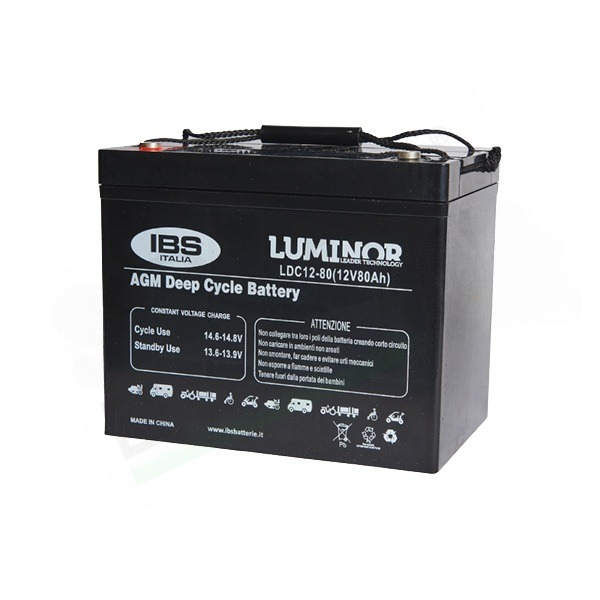 IBS
ITALIA
LUMINOR
LEADER TECHNOLOGY
LDC12-80(12V80Ah)
AGM Deep Cycle Battery
CONSTANT VOLTAGE CHARGE
Cycle Use 14.6-14.8V
Standby Use 13.6-13.9V
ATTENZIONE
Non collegare tra loro i poli della batteria creando corto circuito
Non caricare in ambienti non areati
Non smontare, far cadere e evitare urti meccanici
Non esporre a fiamme e scintille
Tenere fuori dalla portata dei bambini
MADE IN CHINA
www.ibsbatterie.it
Pb